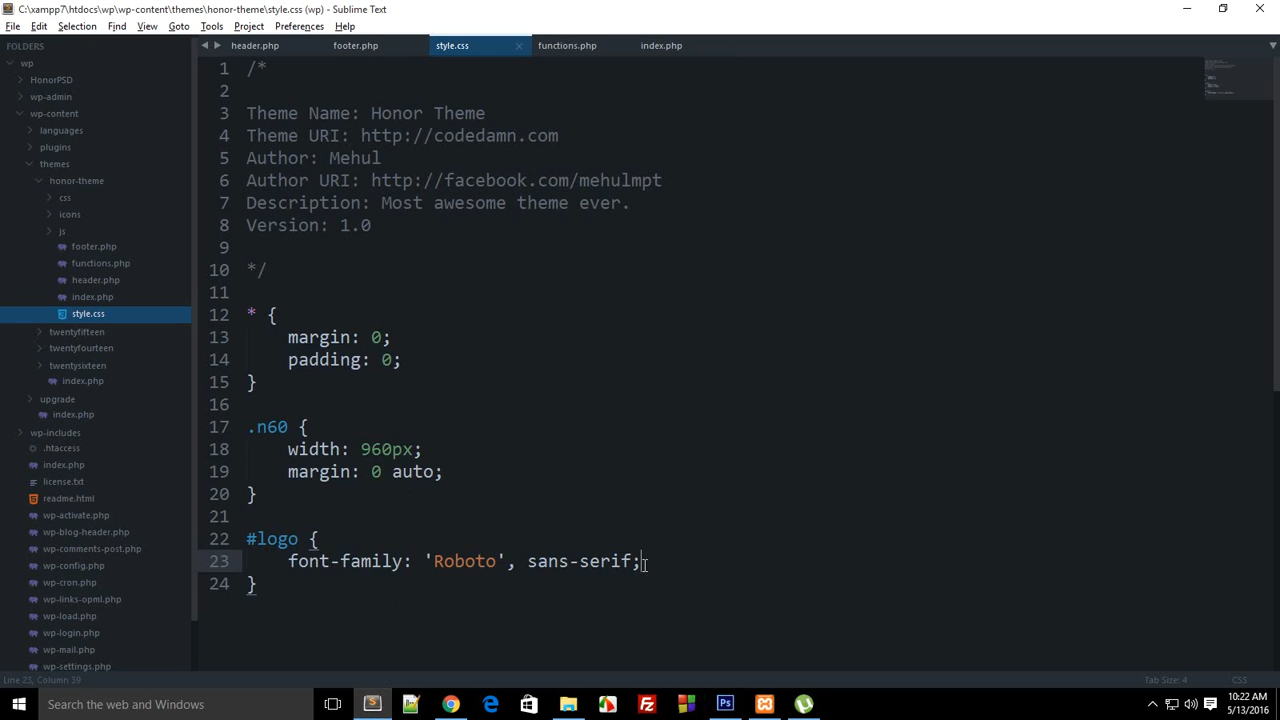 C:\xampp7\htdocs\wp\wp-content\themes\honor-theme\style.css (wp) - Sublime Text
File Edit Selection Find View Goto Tools Project Preferences Help
FOLDERS
wp
HonorPSD
wp-admin
wp-content
languages
plugins
themes
honor-theme
css
icons
js
footer.php
functions.php
header.php
index.php
style.css
twentyfifteen
twentyfourteen
twentysixteen
index.php
upgrade
index.php
wp-includes
.htaccess
index.php
license.txt
readme.html
wp-activate.php
wp-blog-header.php
wp-comments-post.php
wp-config.php
wp-cron.php
wp-links-opml.php
wp-load.php
wp-login.php
wp-mail.php
wp-settings.php
header.php footer.php style.css functions.php index.php
1 /*
2
3 Theme Name: Honor Theme
4 Theme URI: http://codedamn.com
5 Author: Mehul
6 Author URI: http://facebook.com/mehulmpt
7 Description: Most awesome theme ever.
8 Version: 1.0
9
10 */
11
12 * {
13 margin: 0;
14 padding: 0;
15 }
16
17 .n60 {
18 width: 960px;
19 margin: 0 auto;
20 }
21
22 #logo {
23 font-family: 'Roboto', sans-serif;
24 }
Line 23, Column 39 Tab Size: 4 CSS
Search the web and Windows
Ps
10:22 AM
5/13/2016